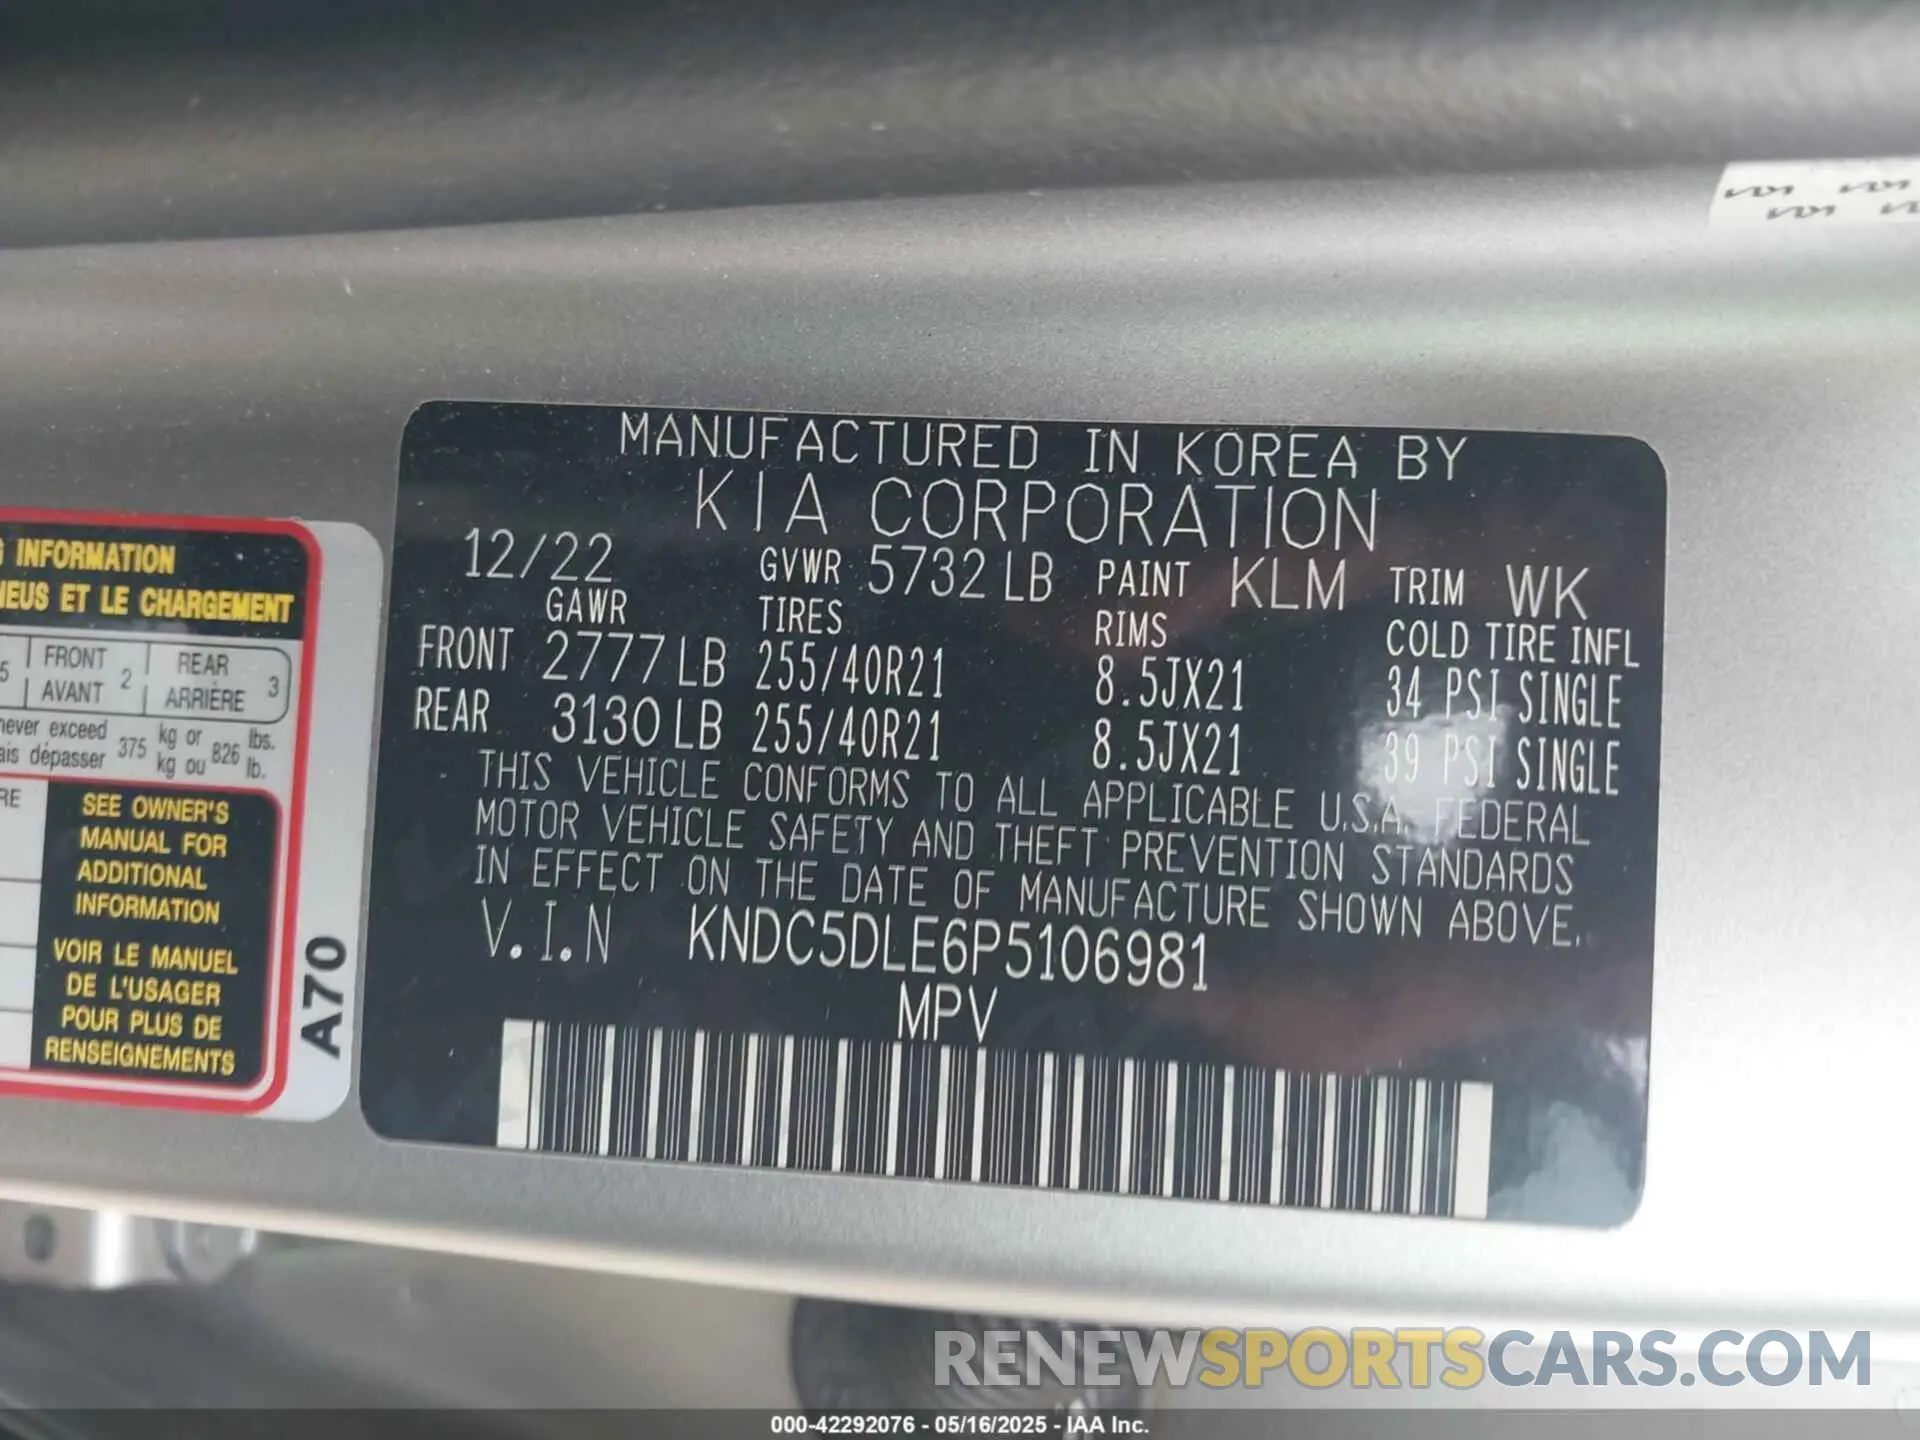 MANUFACTURED IN KOREA BY
KIA CORPORATION
12/22 GVWR 5732 LB PAINT KLM TRIM WK
GAWR TIRES RIMS COLD TIRE INFL
FRONT 2777 LB 255/40R21 8.5JX21 34 PSI SINGLE
REAR 3130 LB 255/40R21 8.5JX21 39 PSI SINGLE
THIS VEHICLE CONFORMS TO ALL APPLICABLE U.S.A. FEDERAL
MOTOR VEHICLE SAFETY AND THEFT PREVENTION STANDARDS
IN EFFECT ON THE DATE OF MANUFACTURE SHOWN ABOVE.
V.I.N KNDC5DLE6P5106981
MPV
INFORMATION
ET LE CHARGEMENT
5 FRONT 2 REAR 3
AVANT ARRIÈRE
never exceed 375 kg or 826 lbs.
dépasser kg ou lb.
SEE OWNER'S
MANUAL FOR
ADDITIONAL
INFORMATION
VOIR LE MANUEL
DE L'USAGER
POUR PLUS DE
RENSEIGNEMENTS
A70
RENEWSPORTSCARS.COM
000-42292076 - 05/16/2025 - IAA Inc.